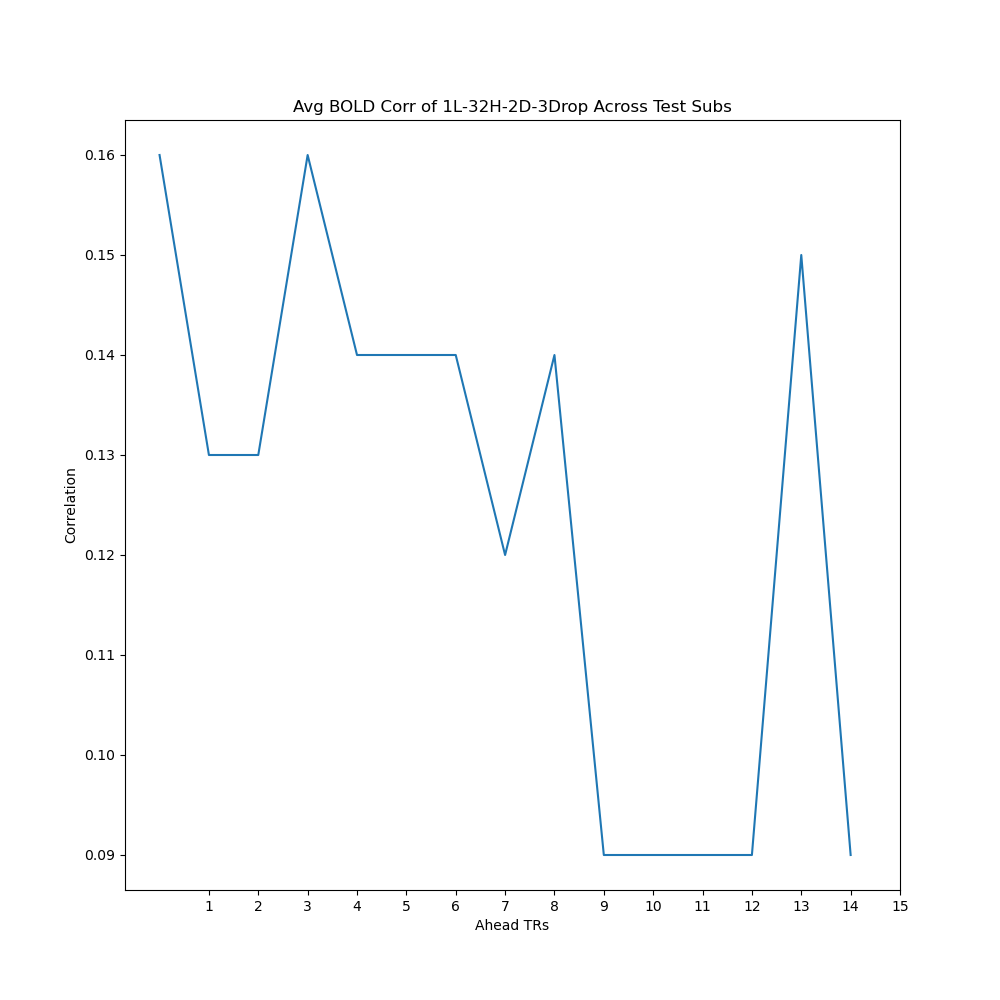 Avg BOLD Corr of 1L-32H-2D-3Drop Across Test Subs
0.16
0.15
0.14
0.13
0.12
0.11
0.10
0.09
Correlation
1 2 3 4 5 6 7 8 9 10 11 12 13 14 15
Ahead TRs